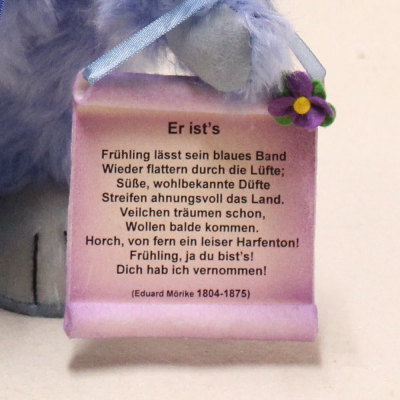 Er ist's
Frühling lässt sein blaues Band
Wieder flattern durch die Lüfte;
Süße, wohlbekannte Düfte
Streifen ahnungsvoll das Land.
Veilchen träumen schon,
Wollen balde kommen.
Horch, von fern ein leiser Harfenton!
Frühling, ja du bist's!
Dich hab ich vernommen!
(Eduard Mörike 1804-1875)